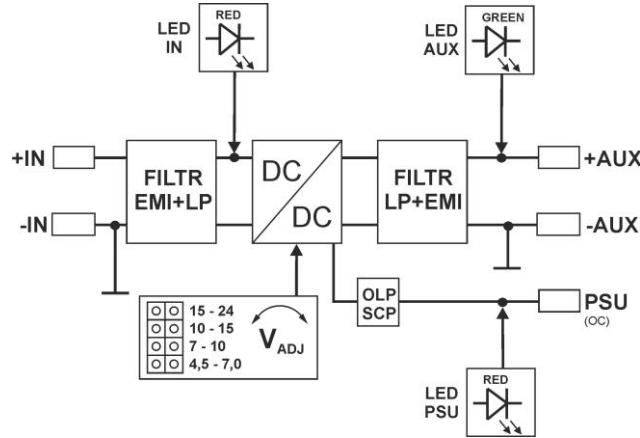 LED
IN
RED
LED
AUX
GREEN
+IN
-IN
FILTR
EMI+LP
DC
DC
FILTR
LP+EMI
+AUX
-AUX
15 - 24
10 - 15
7 - 10
4,5 - 7,0
VADJ
OLP
SCP
PSU
(OC)
LED
PSU
RED